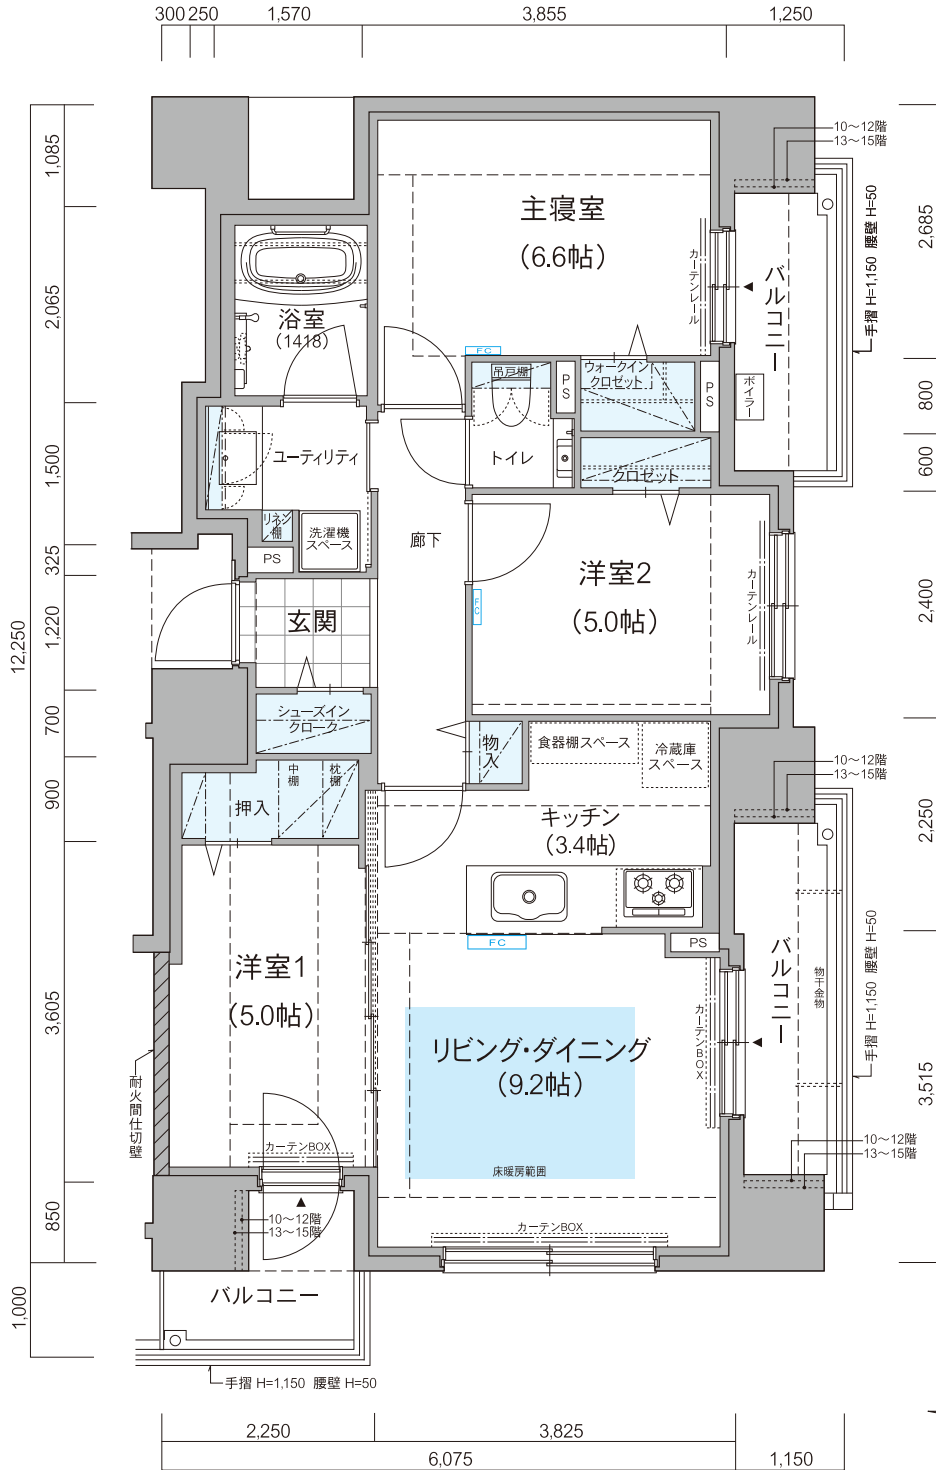 300 250 1,570 3,855 1,250
10〜12階
13〜15階
1,085
2,065
1,500
325
1,220
700
900
3,605
850
12,250
1,000
2,685
800
600
2,400
2,250
3,515
主寝室
(6.6帖)
カーテンレール
バルコニー
手摺 H=1,150 腰壁 H=50
浴室
(1418)
FC
吊戸棚
PS
ウォークイン
クロゼット
PS
ボイラー
ユーティリティ
トイレ
クロゼット
リネン
棚
洗濯機
スペース
PS
廊下
洋室2
(5.0帖)
FC
カーテンレール
玄関
シューズイン
クローク
物入
食器棚スペース
冷蔵庫
スペース
10〜12階
13〜15階
押入
中棚
枕棚
キッチン
(3.4帖)
FC
PS
洋室1
(5.0帖)
リビング・ダイニング
(9.2帖)
床暖房範囲
カーテンBOX
バルコニー
物干金物
手摺 H=1,150 腰壁 H=50
耐火間仕切壁
カーテンBOX
10〜12階
13〜15階
10〜12階
13〜15階
カーテンBOX
バルコニー
手摺 H=1,150 腰壁 H=50
2,250 3,825
6,075 1,150